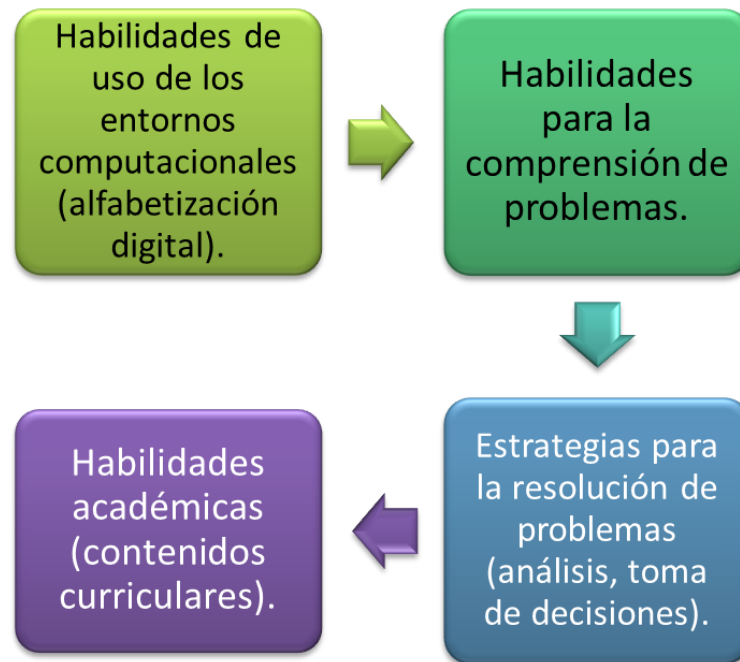 Habilidades de
uso de los
entornos
computacionales
(alfabetización
digital).
Habilidades
para la
comprensión de
problemas.
Estrategias para
la resolución de
problemas
(análisis, toma
de decisiones).
Habilidades
académicas
(contenidos
curriculares).